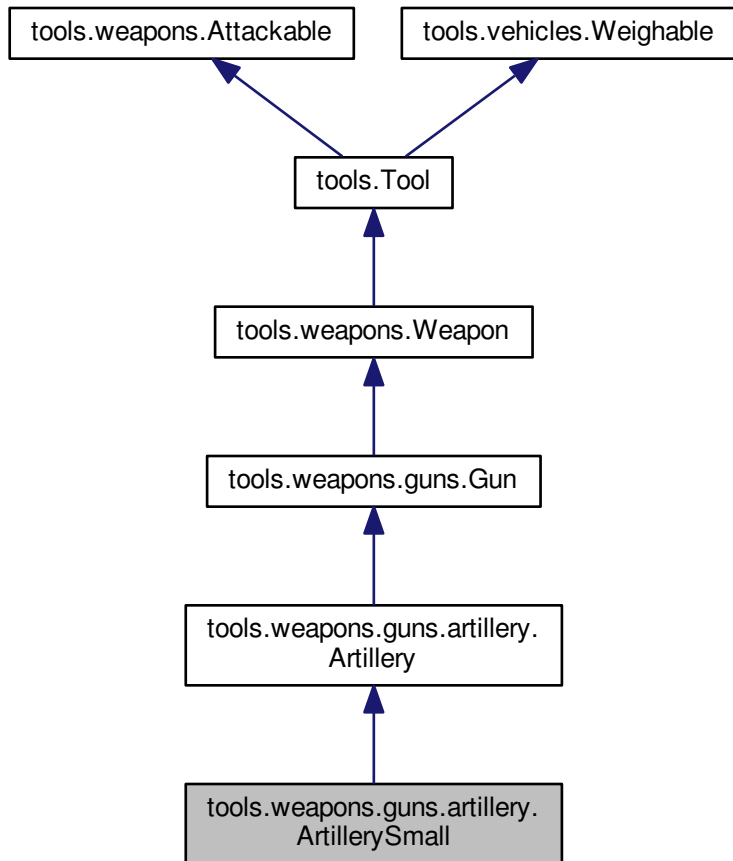 tools.weapons.Attackable
tools.vehicles.Weighable
tools.Tool
tools.weapons.Weapon
tools.weapons.guns.Gun
tools.weapons.guns.artillery.
Artillery
tools.weapons.guns.artillery.
ArtillerySmall